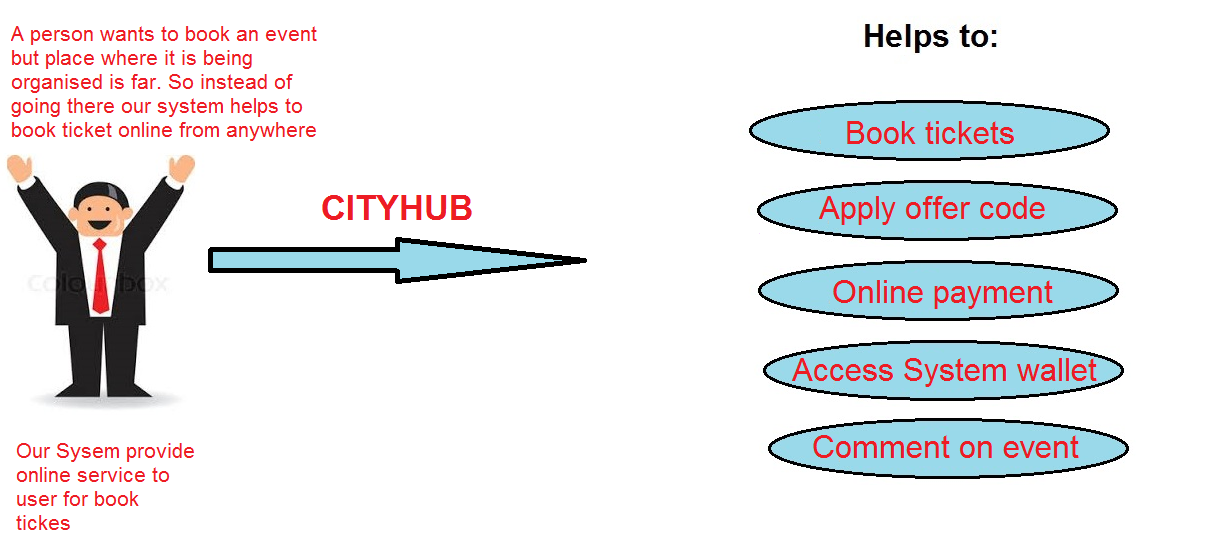 A person wants to book an event
but place where it is being
organised is far. So instead of
going there our system helps to
book ticket online from anywhere
CITYHUB
colourbox
Our Sysem provide
online service to
user for book
tickes
Helps to:
Book tickets
Apply offer code
Online payment
Access System wallet
Comment on event